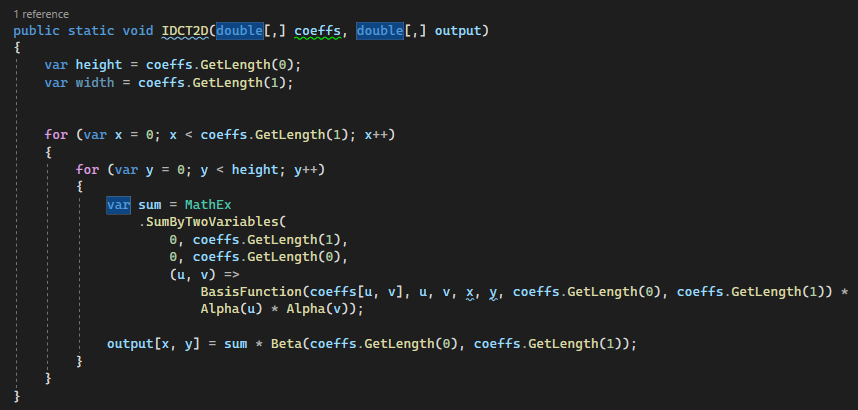 1 reference
public static void IDCT2D(double[,] coeffs, double[,] output)
{
var height = coeffs.GetLength(0);
var width = coeffs.GetLength(1);
for (var x = 0; x < coeffs.GetLength(1); x++)
{
for (var y = 0; y < height; y++)
{
var sum = MathEx
.SumByTwoVariables(
0, coeffs.GetLength(1),
0, coeffs.GetLength(0),
(u, v) =>
BasisFunction(coeffs[u, v], u, v, x, y, coeffs.GetLength(0), coeffs.GetLength(1)) *
Alpha(u) * Alpha(v));
output[x, y] = sum * Beta(coeffs.GetLength(0), coeffs.GetLength(1));
}
}
}